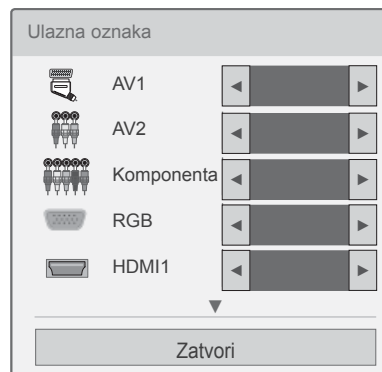 Ulazna oznaka
AV1
AV2
Komponenta
RGB
HDMI1
Zatvori